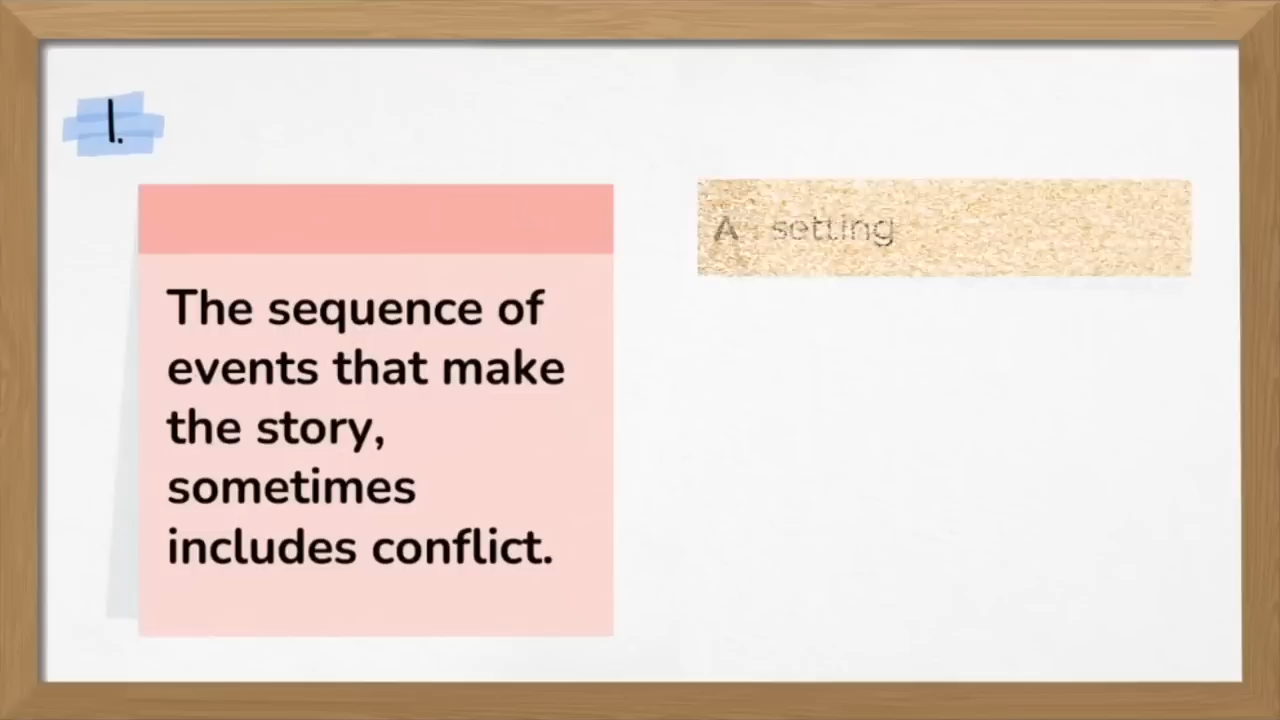 1.
The sequence of
events that make
the story,
sometimes
includes conflict.
A setting